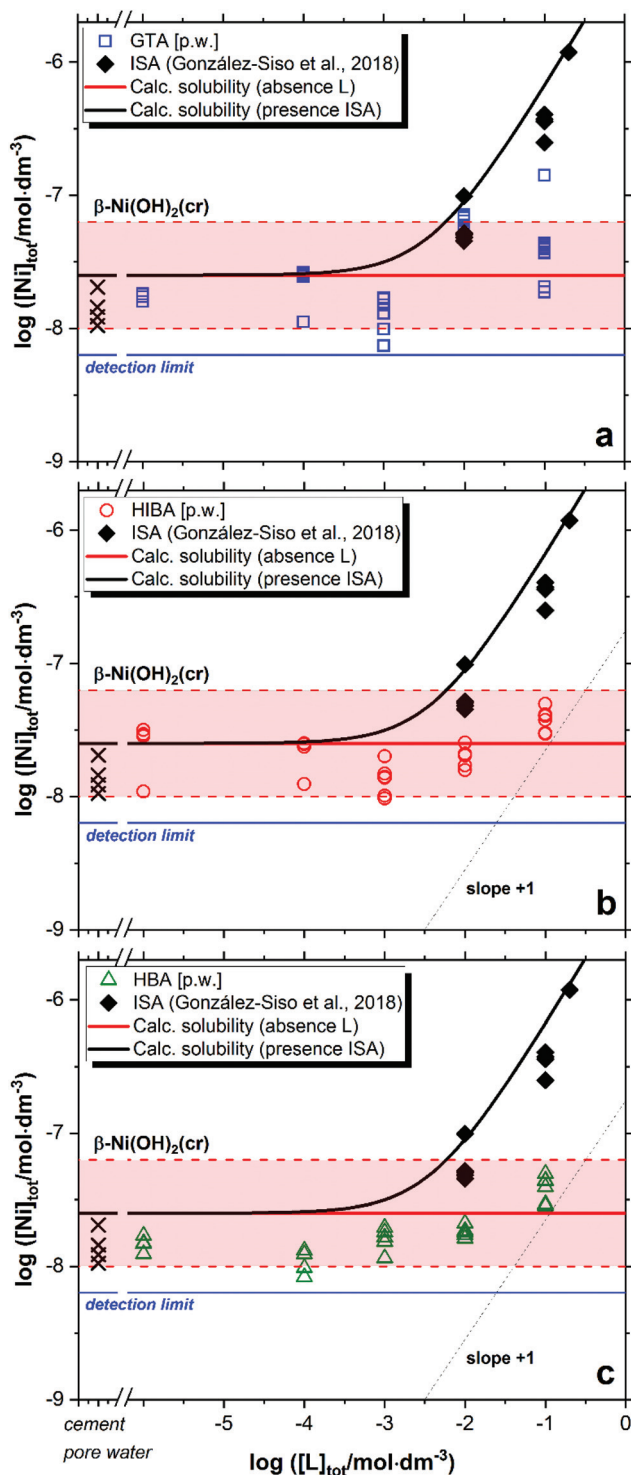 -6
-7
-8
-9
log ([Ni]tot/mol·dm-3)
GTA [p.w.]
ISA (González-Siso et al., 2018)
Calc. solubility (absence L)
Calc. solubility (presence ISA)
β-Ni(OH)2(cr)
detection limit
a
-6
-7
-8
-9
log ([Ni]tot/mol·dm-3)
HIBA [p.w.]
ISA (González-Siso et al., 2018)
Calc. solubility (absence L)
Calc. solubility (presence ISA)
β-Ni(OH)2(cr)
detection limit
slope +1
b
-6
-7
-8
-9
log ([Ni]tot/mol·dm-3)
HBA [p.w.]
ISA (González-Siso et al., 2018)
Calc. solubility (absence L)
Calc. solubility (presence ISA)
β-Ni(OH)2(cr)
detection limit
slope +1
c
cement
pore water
-5 -4 -3 -2 -1 0
log ([L]tot/mol·dm-3)